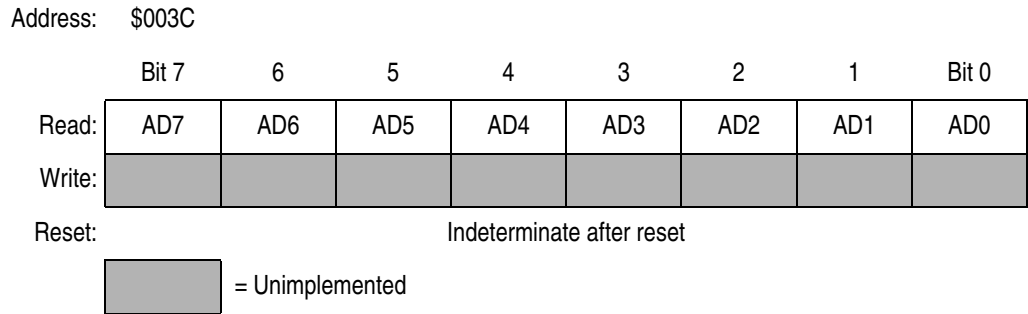 Address: $003C
Bit 7 6 5 4 3 2 1 Bit 0
Read: AD7 AD6 AD5 AD4 AD3 AD2 AD1 AD0
Write:
Reset: Indeterminate after reset
= Unimplemented